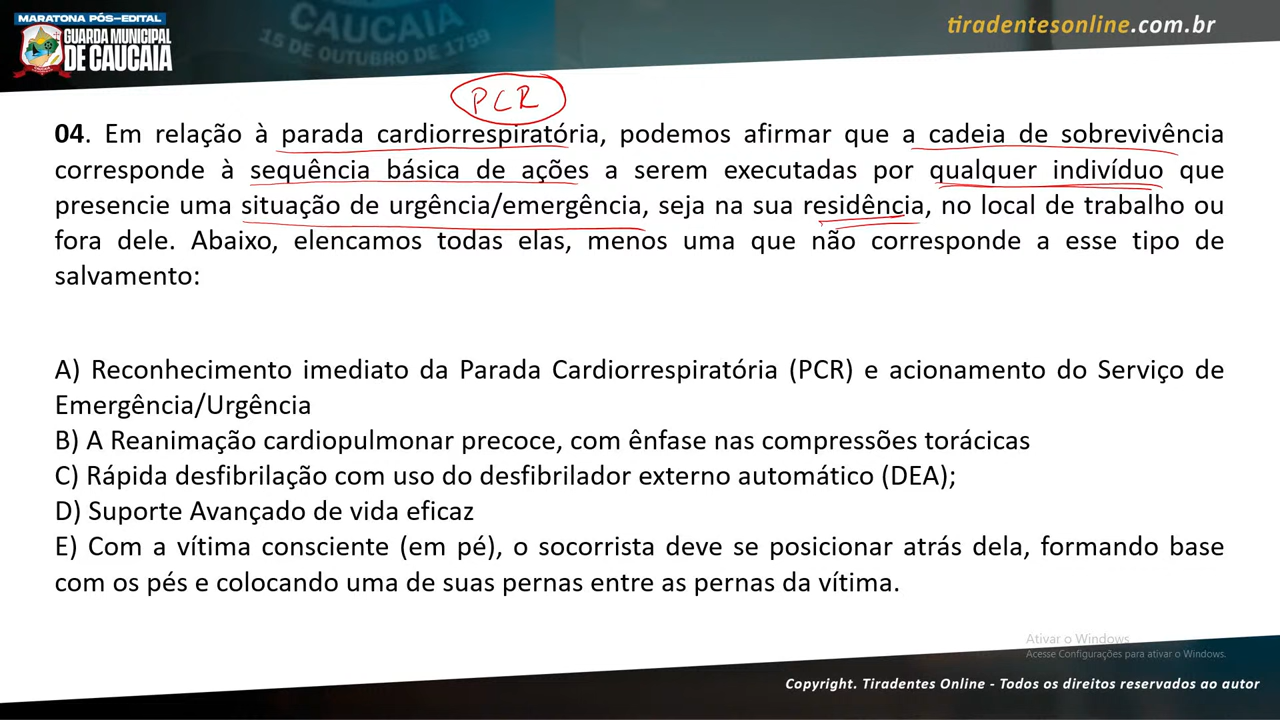 MARATONA PÓS-EDITAL
GUARDA MUNICIPAL
DE CAUCAIA
CAUCAIA
15 DE OUTUBRO DE 1759
tiradentesonline.com.br
PCR
04. Em relação à parada cardiorrespiratória, podemos afirmar que a cadeia de sobrevivência
corresponde à sequência básica de ações a serem executadas por qualquer indivíduo que
presencie uma situação de urgência/emergência, seja na sua residência, no local de trabalho ou
fora dele. Abaixo, elencamos todas elas, menos uma que não corresponde a esse tipo de
salvamento:
A) Reconhecimento imediato da Parada Cardiorrespiratória (PCR) e acionamento do Serviço de
Emergência/Urgência
B) A Reanimação cardiopulmonar precoce, com ênfase nas compressões torácicas
C) Rápida desfibrilação com uso do desfibrilador externo automático (DEA);
D) Suporte Avançado de vida eficaz
E) Com a vítima consciente (em pé), o socorrista deve se posicionar atrás dela, formando base
com os pés e colocando uma de suas pernas entre as pernas da vítima.
Ativar o Windows
Acesse Configurações para ativar o Windows.
Copyright. Tiradentes Online - Todos os direitos reservados ao autor